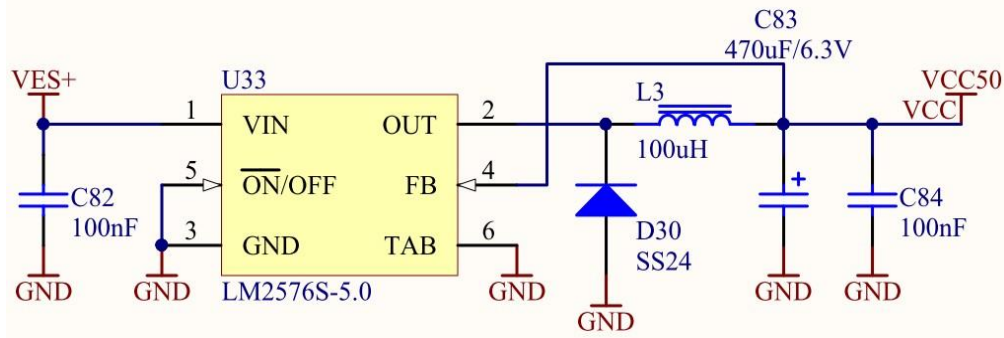 C83
470uF/6.3V
VES+
U33
L3
VCC50
VCC
1
VIN
OUT
2
100uH
5
ON/OFF
FB
4
C82
100nF
C84
100nF
3
GND
TAB
6
D30
SS24
GND
GND
LM2576S-5.0
GND
GND
GND
GND